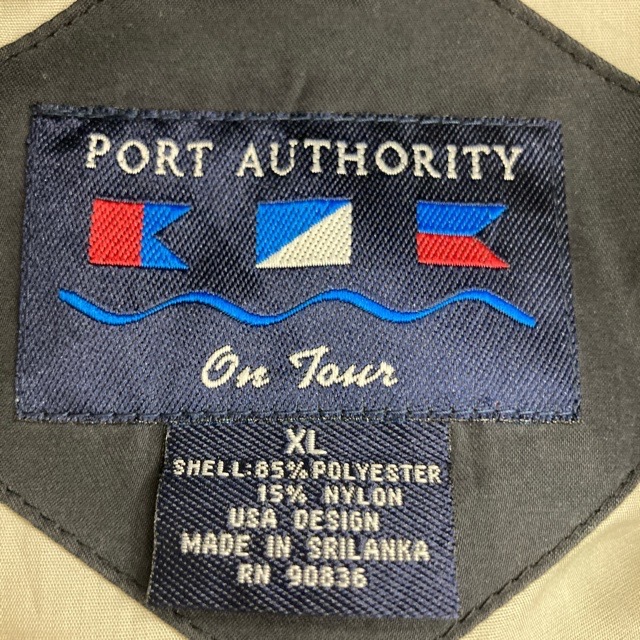 PORT AUTHORITY
On Tour
XL
SHELL:85% POLYESTER
15% NYLON
USA DESIGN
MADE IN SRILANKA
RN 90836